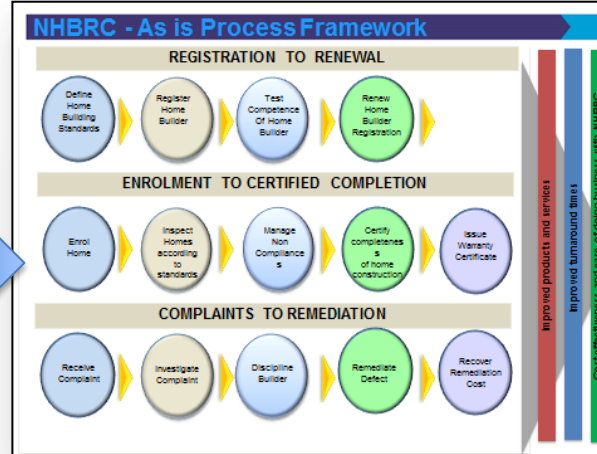 NHBRC - As is Process Framework
REGISTRATION TO RENEWAL
Define
Home
Building
Standards
Register
Home
Builder
Test
Competence
Of Home
Builder
Renew
Home
Builder
Registration
ENROLMENT TO CERTIFIED COMPLETION
Enrol
Home
Inspect
Homes
according
to
standards
Manage
Non
Compliance
s
Certify
completenes
s
of home
construction
Issue
Warranty
Certificate
COMPLAINTS TO REMEDIATION
Receive
Complaint
Investigate
Complaint
Discipline
Builder
Remediate
Defect
Recover
Remediation
Cost
Improved products and services
Improved turnaround times